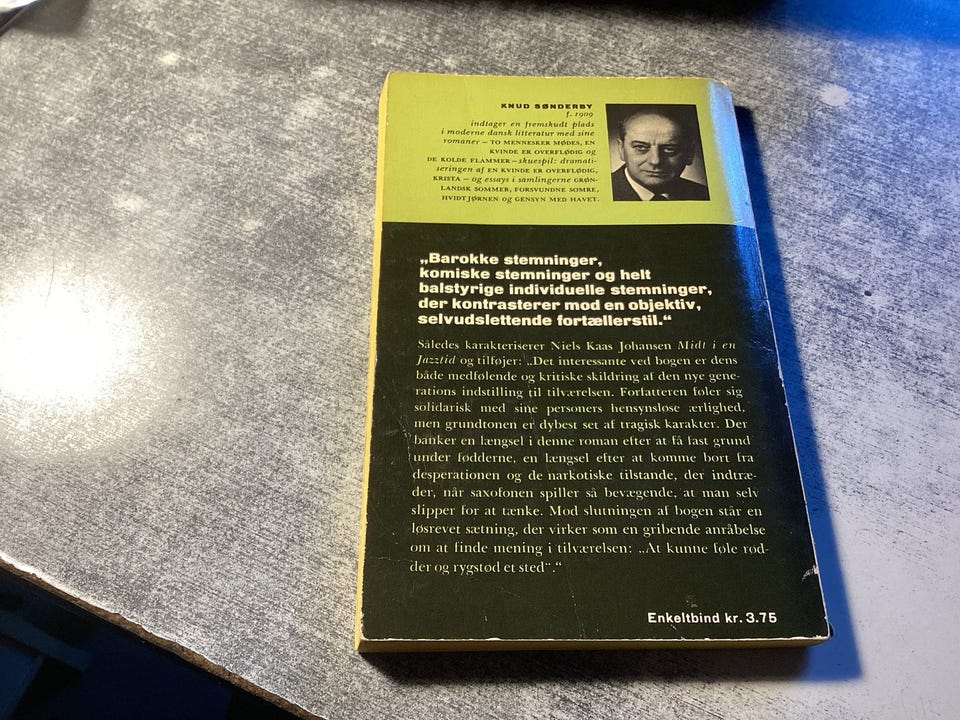 KNUD SØNDERBY
f. 1909
indtager en fremskudt plads
i moderne dansk litteratur med sine
romaner – TO MENNESKER MØDES, EN
KVINDE ER OVERFLØDIG og
DE KOLDE FLAMMER – skuespil: dramati-
seringen af EN KVINDE ER OVERFLØDIG,
KRISTA – og essays i samlingerne GRØN-
LANDSK SOMMER, FORSVUNDNE SOMRE,
HVIDTJØRNEN og GENSYN MED HAVET.
„Barokke stemninger,
komiske stemninger og helt
balstyrige individuelle stemninger,
der kontrasterer mod en objektiv,
selvudslettende fortællerstil.“
Således karakteriserer Niels Kaas Johansen Midt i en
Jazztid og tilføjer: „Det interessante ved bogen er dens
både medfølende og kritiske skildring af den nye gene-
rations indstilling til tilværelsen. Forfatteren føler sig
solidarisk med sine personers hensynsløse ærlighed,
men grundtonen er dybest set af tragisk karakter. Der
banker en længsel i denne roman efter at få fast grund
under fødderne, en længsel efter at komme bort fra
desperationen og de narkotiske tilstande, der indtræ-
der, når saxofonen spiller så bevægende, at man selv
slipper for at tænke. Mod slutningen af bogen står en
løsrevet sætning, der virker som en gribende anråbelse
om at finde mening i tilværelsen: „At kunne føle rød-
der og rygstød et sted“.“
Enkeltbind kr. 3.75